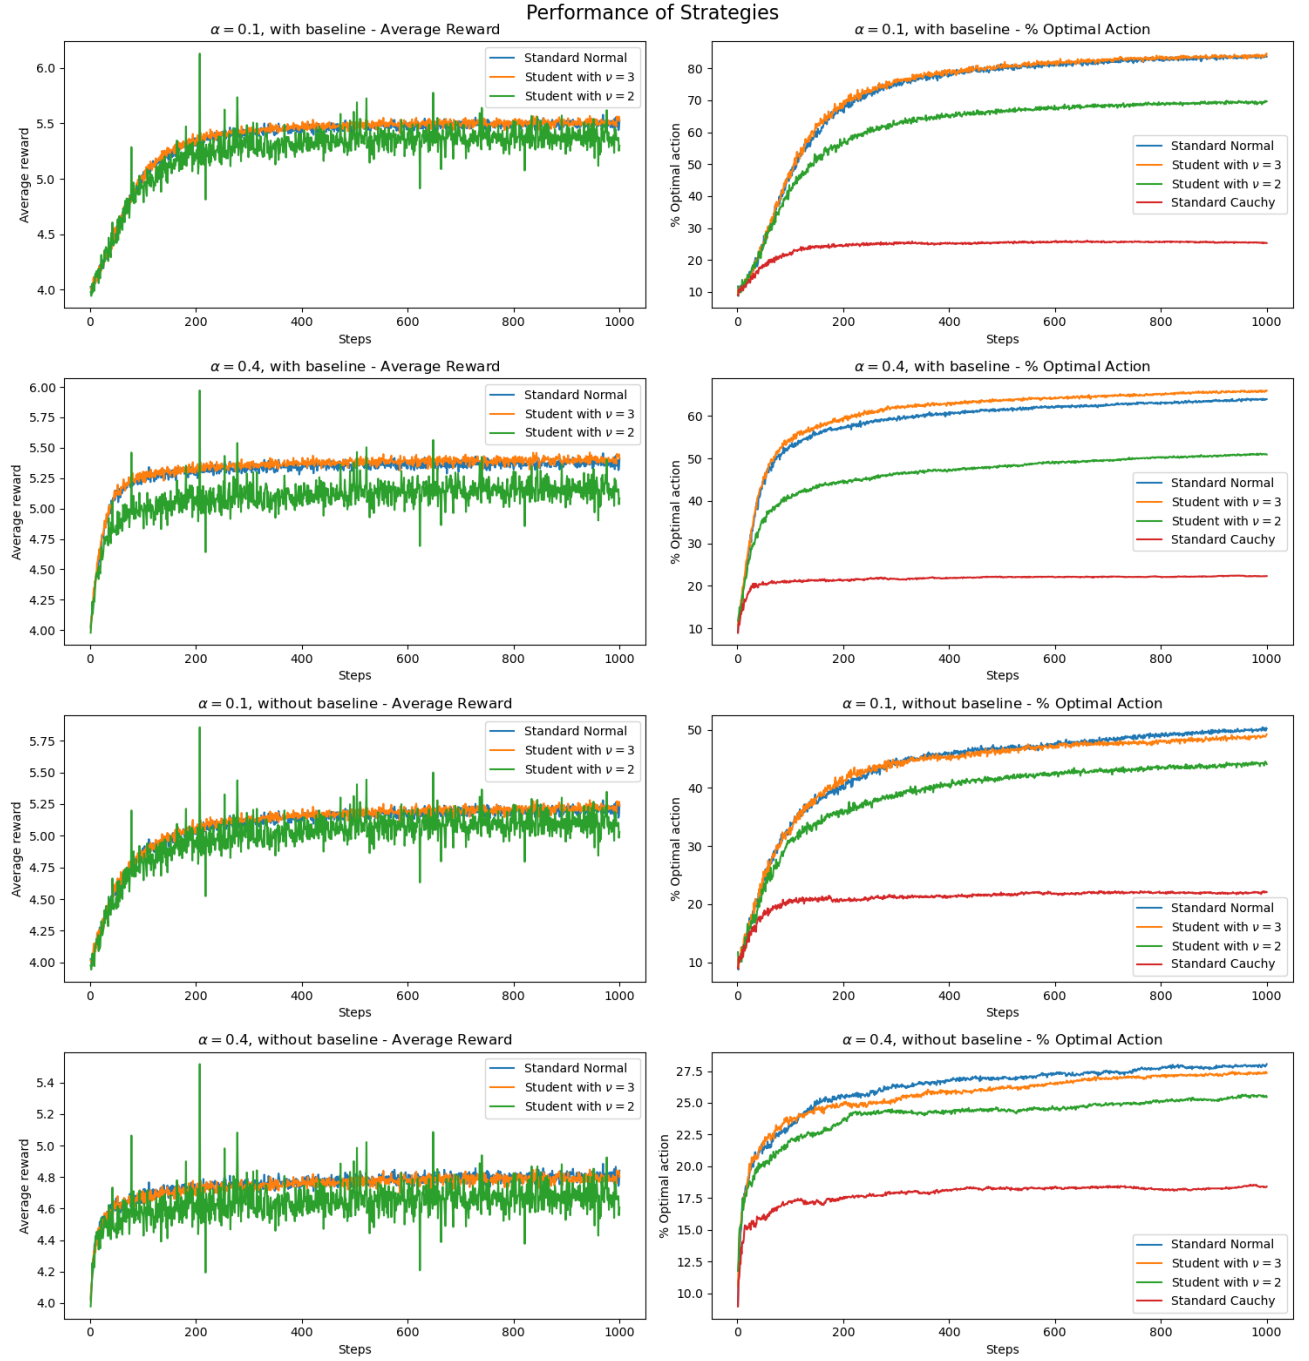 Performance of Strategies
α = 0.1, with baseline - Average Reward
Average reward
6.0
5.5
5.0
4.5
4.0
0 200 400 600 800 1000
Steps
Standard Normal
Student with ν = 3
Student with ν = 2
α = 0.1, with baseline - % Optimal Action
% Optimal action
80
70
60
50
40
30
20
10
0 200 400 600 800 1000
Steps
Standard Normal
Student with ν = 3
Student with ν = 2
Standard Cauchy
α = 0.4, with baseline - Average Reward
Average reward
6.00
5.75
5.50
5.25
5.00
4.75
4.50
4.25
4.00
0 200 400 600 800 1000
Steps
Standard Normal
Student with ν = 3
Student with ν = 2
α = 0.4, with baseline - % Optimal Action
% Optimal action
60
50
40
30
20
10
0 200 400 600 800 1000
Steps
Standard Normal
Student with ν = 3
Student with ν = 2
Standard Cauchy
α = 0.1, without baseline - Average Reward
Average reward
5.75
5.50
5.25
5.00
4.75
4.50
4.25
4.00
0 200 400 600 800 1000
Steps
Standard Normal
Student with ν = 3
Student with ν = 2
α = 0.1, without baseline - % Optimal Action
% Optimal action
50
40
30
20
10
0 200 400 600 800 1000
Steps
Standard Normal
Student with ν = 3
Student with ν = 2
Standard Cauchy
α = 0.4, without baseline - Average Reward
Average reward
5.4
5.2
5.0
4.8
4.6
4.4
4.2
4.0
0 200 400 600 800 1000
Steps
Standard Normal
Student with ν = 3
Student with ν = 2
α = 0.4, without baseline - % Optimal Action
% Optimal action
27.5
25.0
22.5
20.0
17.5
15.0
12.5
10.0
0 200 400 600 800 1000
Steps
Standard Normal
Student with ν = 3
Student with ν = 2
Standard Cauchy